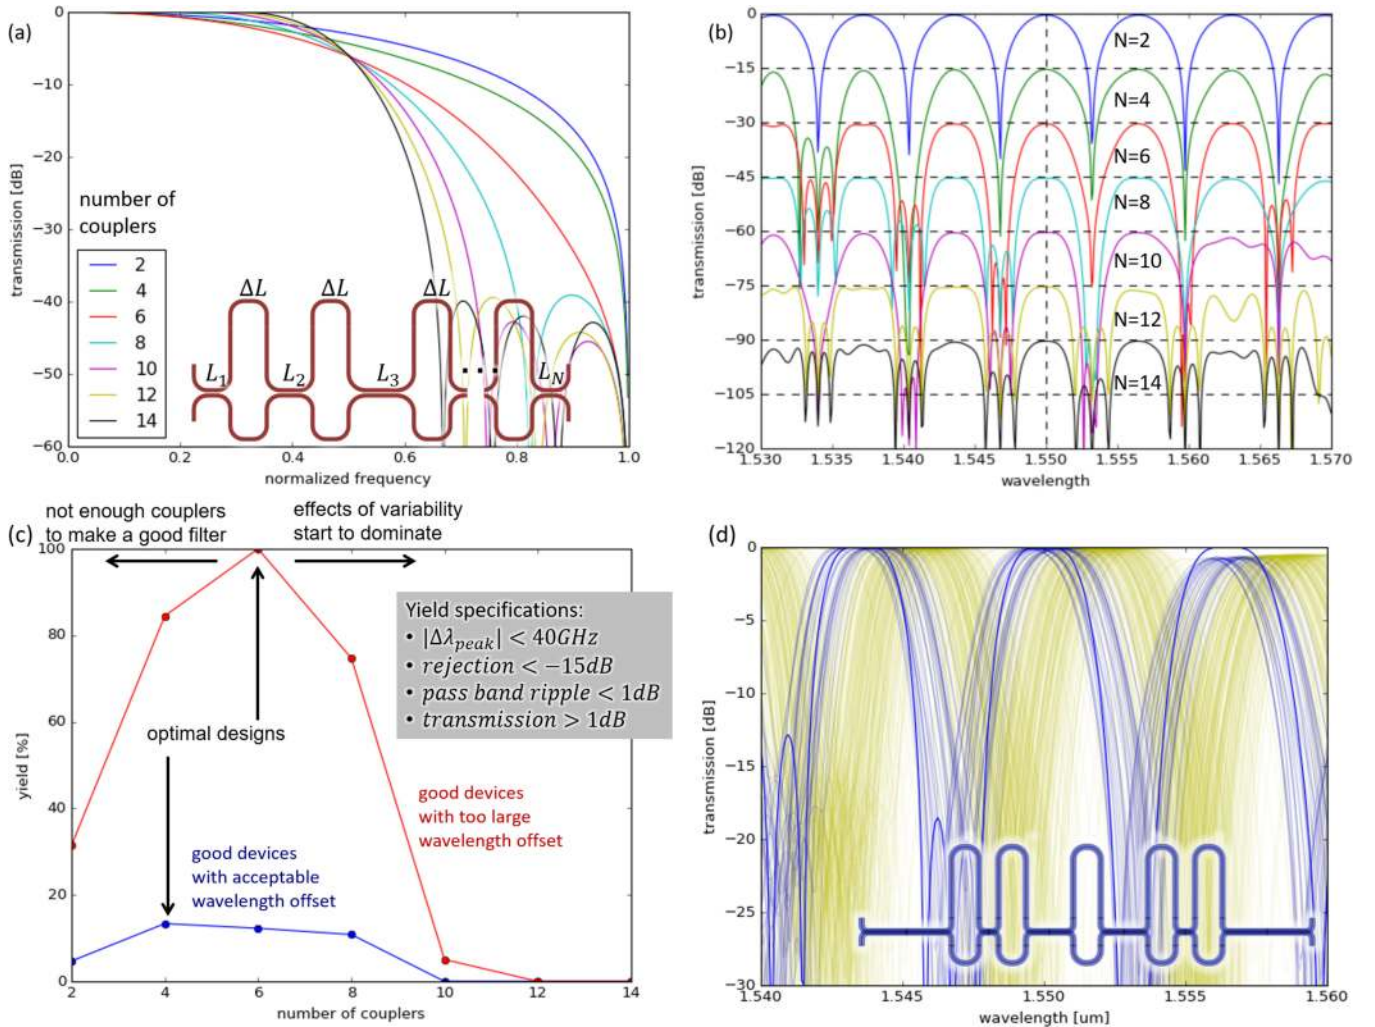 (a)
0
−10
−20
−30
−40
−50
−60
transmission [dB]
number of
couplers
2
4
6
8
10
12
14
ΔL
ΔL
ΔL
L1
L2
L3
LN
0.0
0.2
0.4
0.6
0.8
1.0
normalized frequency
(b)
0
−15
−30
−45
−60
−75
−90
−105
−120
transmission [dB]
N=2
N=4
N=6
N=8
N=10
N=12
N=14
1.530
1.535
1.540
1.545
1.550
1.555
1.560
1.565
1.570
wavelength
(c)
not enough couplers
to make a good filter
effects of variability
start to dominate
100
80
60
40
20
0
yield [%]
Yield specifications:
• |Δλpeak| < 40GHz
• rejection < −15dB
• pass band ripple < 1dB
• transmission > 1dB
optimal designs
good devices
with too large
wavelength offset
good devices
with acceptable
wavelength offset
2
4
6
8
10
12
14
number of couplers
(d)
0
−5
−10
−15
−20
−25
−30
transmission [dB]
1.540
1.545
1.550
1.555
1.560
wavelength [um]